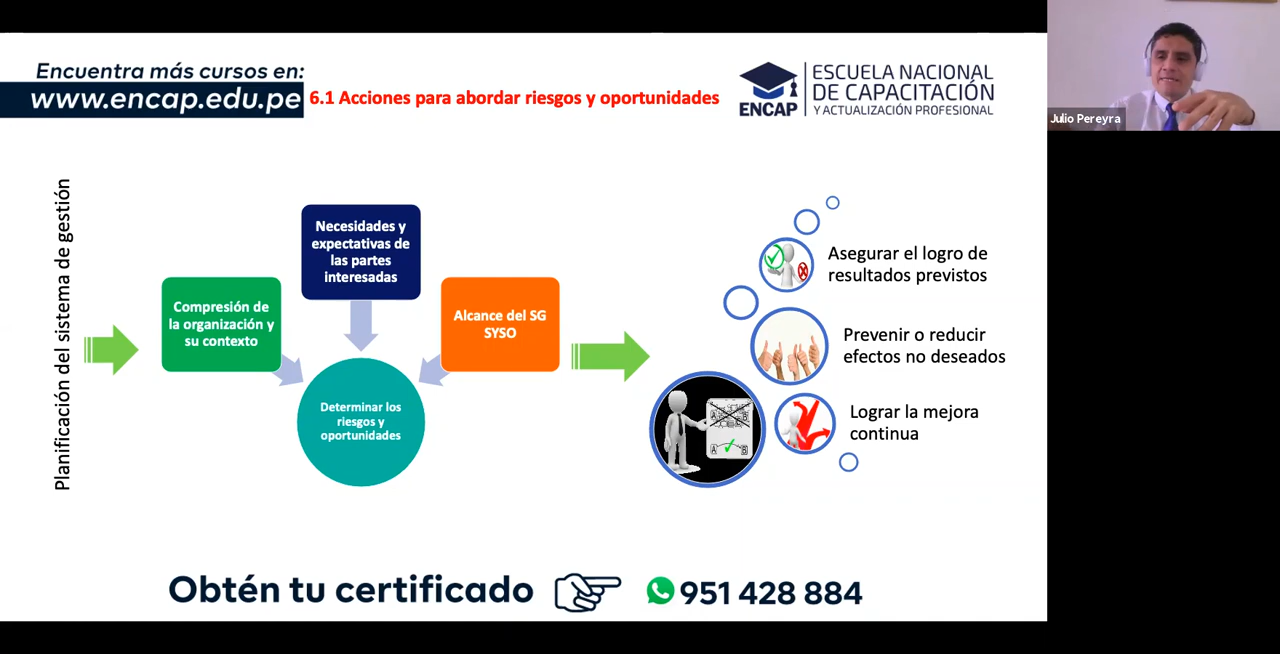 Encuentra más cursos en:
www.encap.edu.pe
6.1 Acciones para abordar riesgos y oportunidades
ENCAP
ESCUELA NACIONAL
DE CAPACITACIÓN
Y ACTUALIZACIÓN PROFESIONAL
Julio Pereyra
Planificación del sistema de gestión
Compresión de
la organización y
su contexto
Necesidades y
expectativas de
las partes
interesadas
Alcance del SG
SYSO
Determinar los
riesgos y
oportunidades
Asegurar el logro de
resultados previstos
Prevenir o reducir
efectos no deseados
Lograr la mejora
continua
A B
A B
Obtén tu certificado
951 428 884